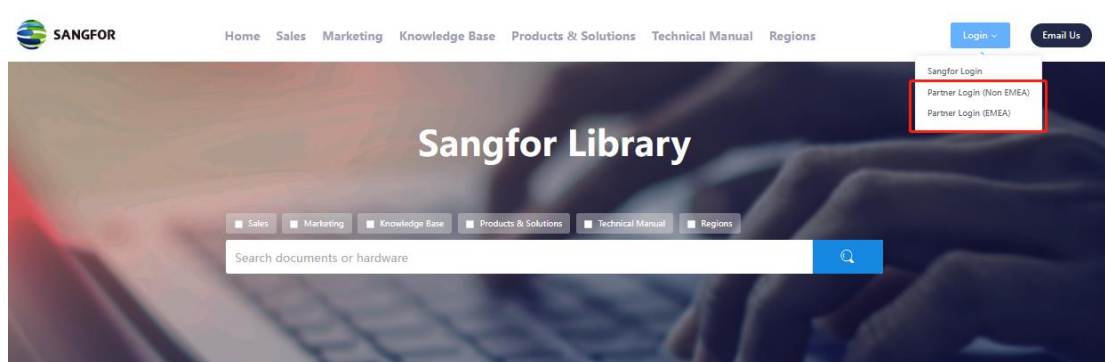 SANGFOR
Home Sales Marketing Knowledge Base Products & Solutions Technical Manual Regions
Login
Email Us
Sangfor Login
Partner Login (Non EMEA)
Partner Login (EMEA)
Sangfor Library
Sales Marketing Knowledge Base Products & Solutions Technical Manual Regions
Search documents or hardware